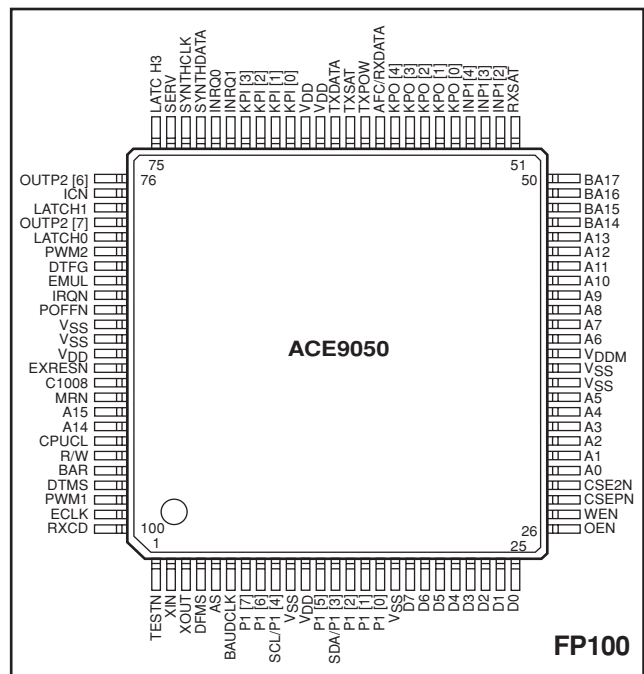 LATC H3
SERV
SYNTHCLK
SYNTHDATA
INRQ0
INRQ1
KPI [3]
KPI [2]
KPI [1]
KPI [0]
VDD
VDD
TXDATA
TXSAT
TXPOW
AFC/RXDATA
KPO [4]
KPO [3]
KPO [2]
KPO [1]
KPO [0]
INP1 [4]
INP1 [3]
INP1 [2]
RXSAT
75
51
76
50
OUTP2 [6]
ICN
LATCH1
OUTP2 [7]
LATCH0
PWM2
DTFG
EMUL
IRQN
POFFN
VSS
VSS
VDD
EXRESN
C1008
MRN
A15
A14
CPUCL
R/W
BAR
DTMS
PWM1
ECLK
RXCD
ACE9050
BA17
BA16
BA15
BA14
A13
A12
A11
A10
A9
A8
A7
A6
VDDM
VSS
VSS
A5
A4
A3
A2
A1
A0
CSE2N
CSEPN
WEN
OEN
100
26
1
25
TESTN
XIN
XOUT
DFMS
AS
BAUDCLK
P1 [7]
P1 [6]
SCL/P1 [4]
VSS
VDD
P1 [5]
SDA/P1 [3]
P1 [2]
P1 [1]
P1 [0]
VSS
D7
D6
D5
D4
D3
D2
D1
D0
FP100